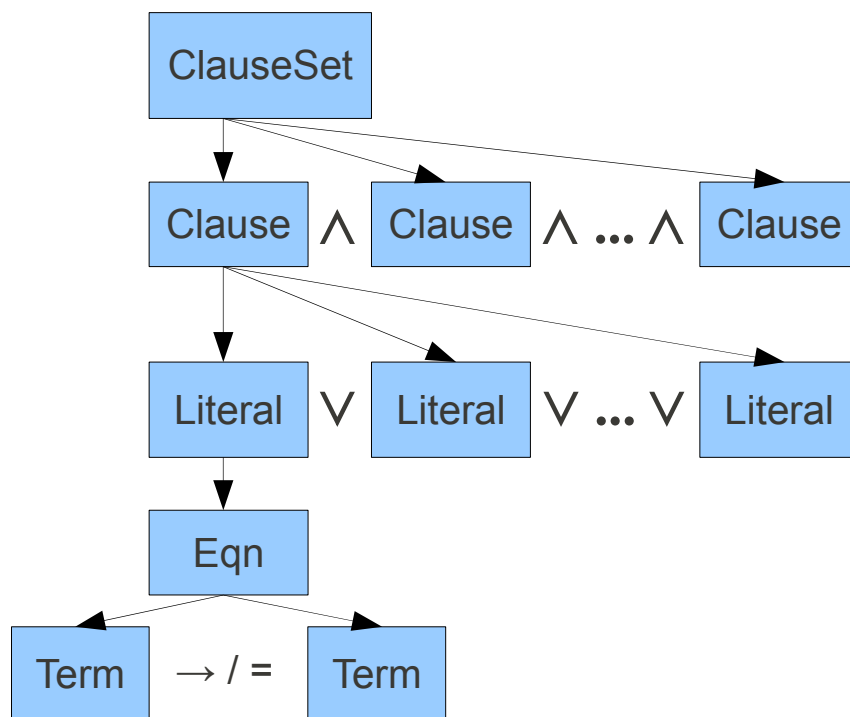 ClauseSet
Clause ∧ Clause ∧ ... ∧ Clause
Literal ∨ Literal ∨ ... ∨ Literal
Eqn
Term → / = Term